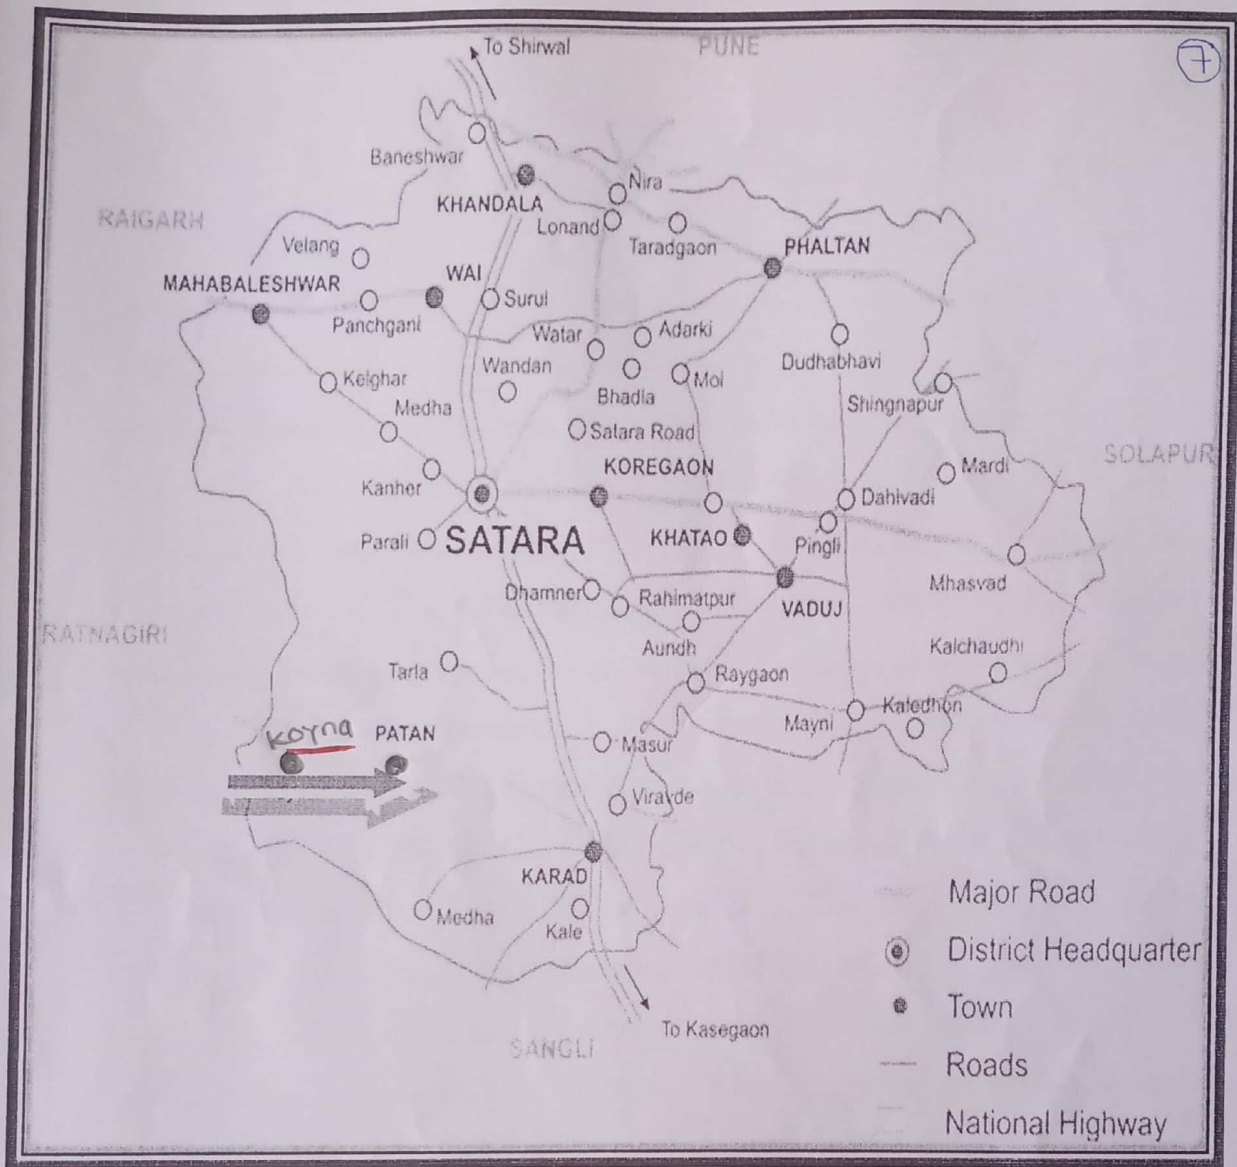 To Shirwal
PUNE
7
Baneshwar
KHANDALA
Nira
Lonand
Taradgaon
RAIGARH
Velang
PHALTAN
MAHABALESHWAR
WAI
Surul
Panchgani
Watar
Adarki
Dudhabhavi
Wandan
Kelghar
Bhadla
Mol
Shingnapur
Medha
Satara Road
SOLAPUR
KOREGAON
Mardi
Kanher
Dahivadi
SATARA
Parali
KHATAO
Pingli
Mhasvad
Dhamner
Rahimatpur
VADUJ
RATNAGIRI
Aundh
Kalchaudhi
Tarla
Raygaon
Mayni
Kaledhon
Koyna
PATAN
Masur
Viravde
KARAD
Medha
Kale
Major Road
District Headquarter
Town
To Kasegaon
SANGLI
Roads
National Highway